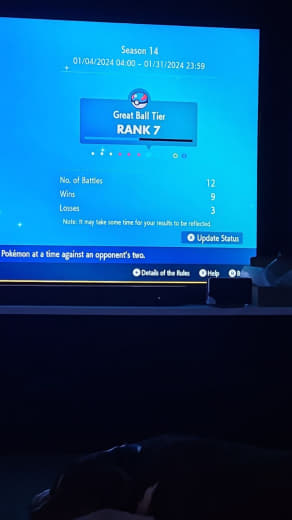 Season 14
01/04/2024 04:00 – 01/31/2024 23:59
Great Ball Tier
RANK 7
No. of Battles 12
Wins 9
Losses 3
Note: It may take some time for your results to be reflected.
Update Status
Pokémon at a time against an opponent's two.
Details of the Rules Help